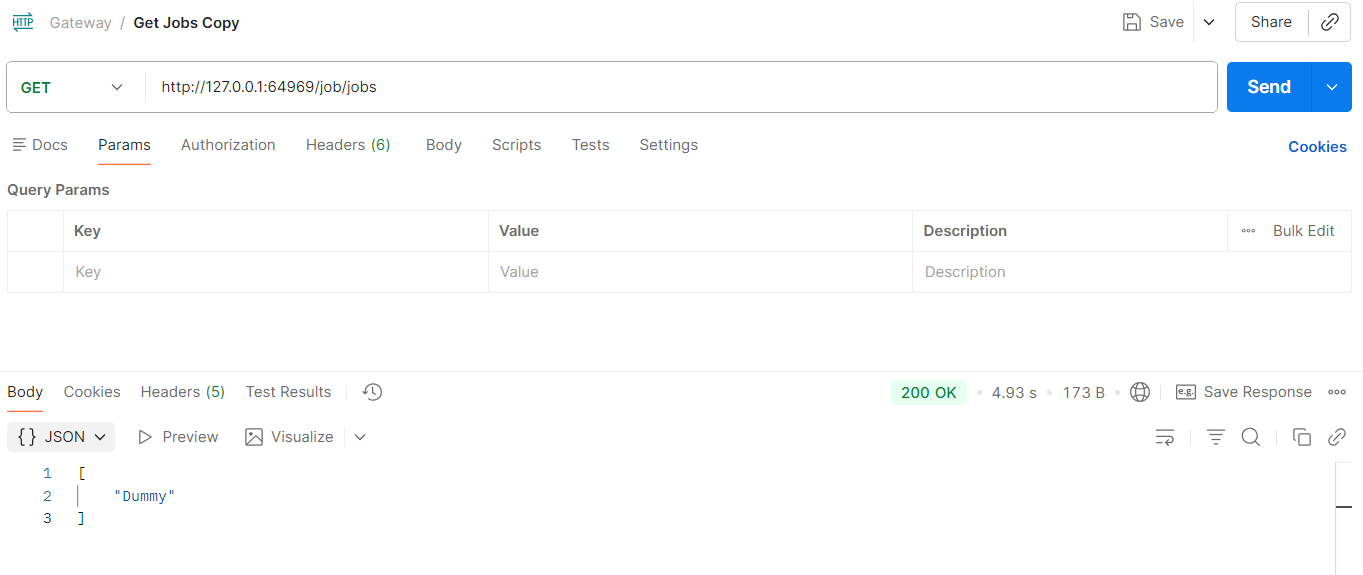 HTTP Gateway / Get Jobs Copy Save Share
GET http://127.0.0.1:64969/job/jobs Send
Docs Params Authorization Headers (6) Body Scripts Tests Settings Cookies
Query Params
Key Value Description Bulk Edit
Key Value Description
Body Cookies Headers (5) Test Results 200 OK • 4.93 s • 173 B • e.g. Save Response
{} JSON Preview Visualize
1 [
2 "Dummy"
3 ]